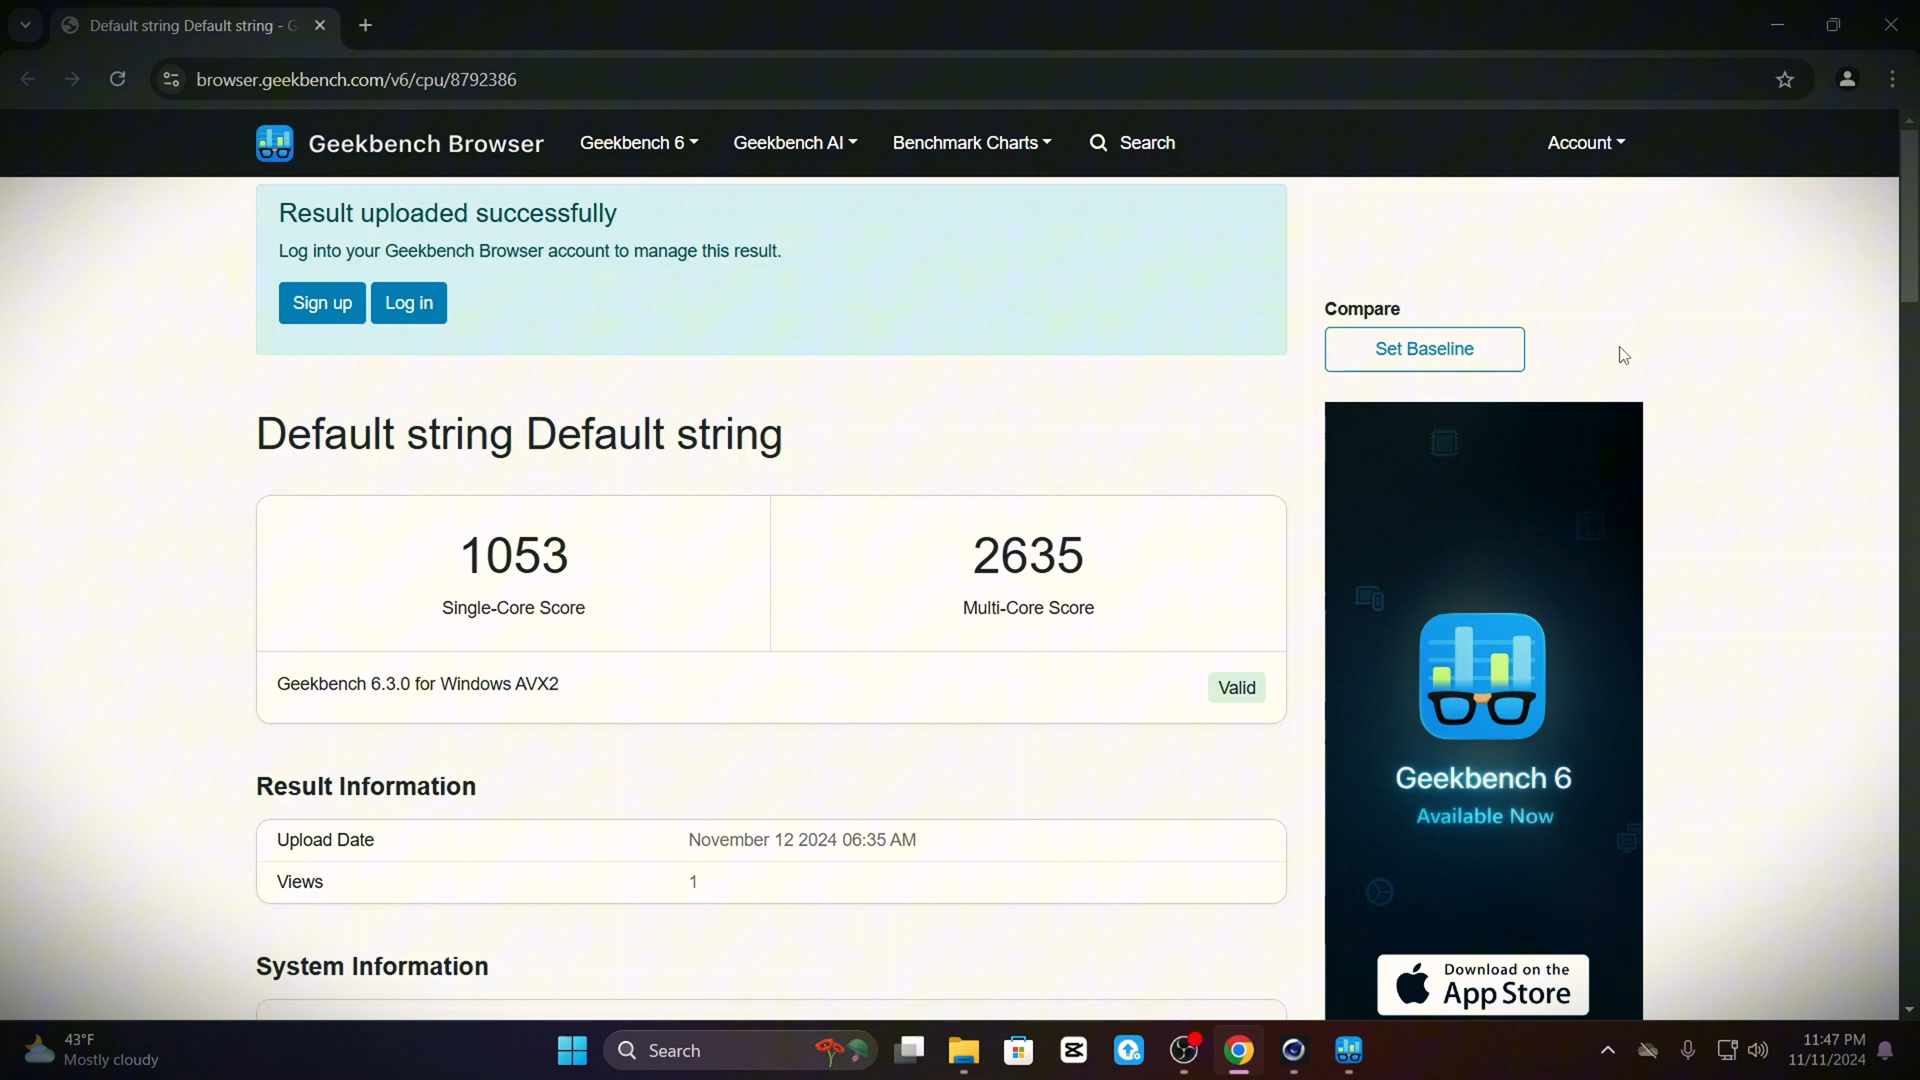 Default string Default string - G
browser.geekbench.com/v6/cpu/8792386
Geekbench Browser
Geekbench 6
Geekbench AI
Benchmark Charts
Search
Account
Result uploaded successfully
Log into your Geekbench Browser account to manage this result.
Sign up
Log in
Compare
Set Baseline
Default string Default string
1053
Single-Core Score
2635
Multi-Core Score
Geekbench 6.3.0 for Windows AVX2
Valid
Result Information
Upload Date
November 12 2024 06:35 AM
Views
1
System Information
Geekbench 6
Available Now
Download on the
App Store
43°F
Mostly cloudy
Search
11:47 PM
11/11/2024